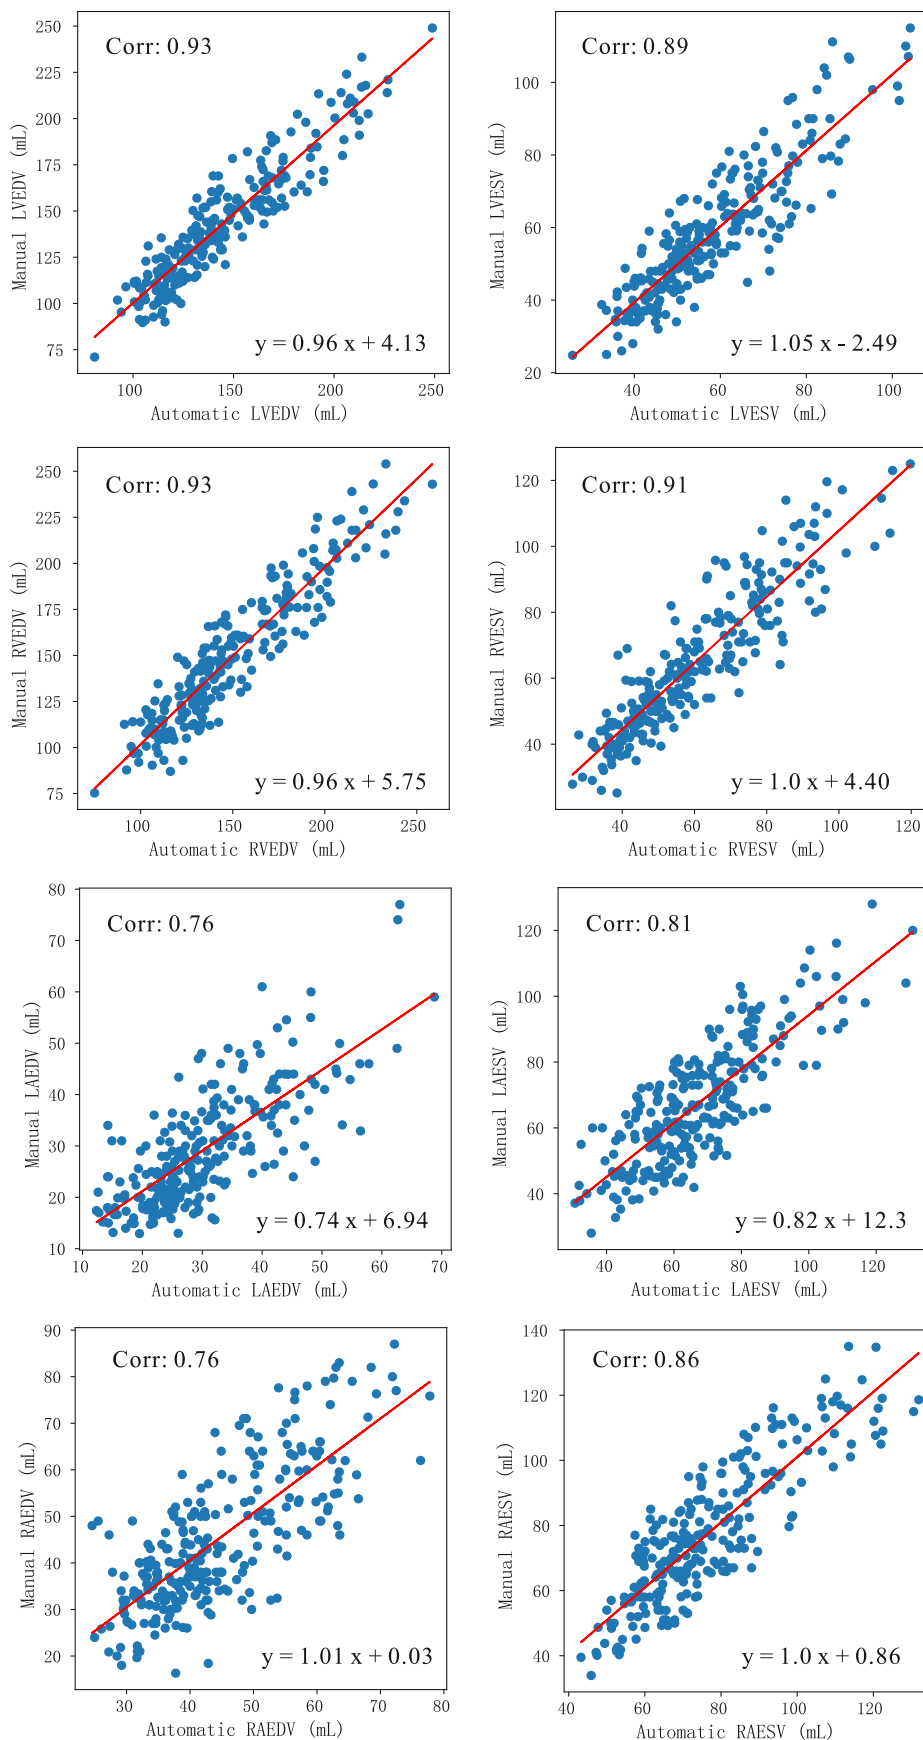 Corr: 0.93
y = 0.96 x + 4.13
250
225
200
175
150
125
100
75
Manual LVEDV (mL)
100
150
200
250
Automatic LVEDV (mL)
Corr: 0.89
y = 1.05 x - 2.49
100
80
60
40
20
Manual LVESV (mL)
40
60
80
100
Automatic LVESV (mL)
Corr: 0.93
y = 0.96 x + 5.75
250
225
200
175
150
125
100
75
Manual RVEDV (mL)
100
150
200
250
Automatic RVEDV (mL)
Corr: 0.91
y = 1.0 x + 4.40
120
100
80
60
40
Manual RVESV (mL)
40
60
80
100
120
Automatic RVESV (mL)
Corr: 0.76
y = 0.74 x + 6.94
80
70
60
50
40
30
20
10
Manual LAEDV (mL)
10
20
30
40
50
60
70
Automatic LAEDV (mL)
Corr: 0.81
y = 0.82 x + 12.3
120
100
80
60
40
Manual LAESV (mL)
40
60
80
100
120
Automatic LAESV (mL)
Corr: 0.76
y = 1.01 x + 0.03
90
80
70
60
50
40
30
20
Manual RAEDV (mL)
30
40
50
60
70
80
Automatic RAEDV (mL)
Corr: 0.86
y = 1.0 x + 0.86
140
120
100
80
60
40
Manual RAESV (mL)
40
60
80
100
120
Automatic RAESV (mL)